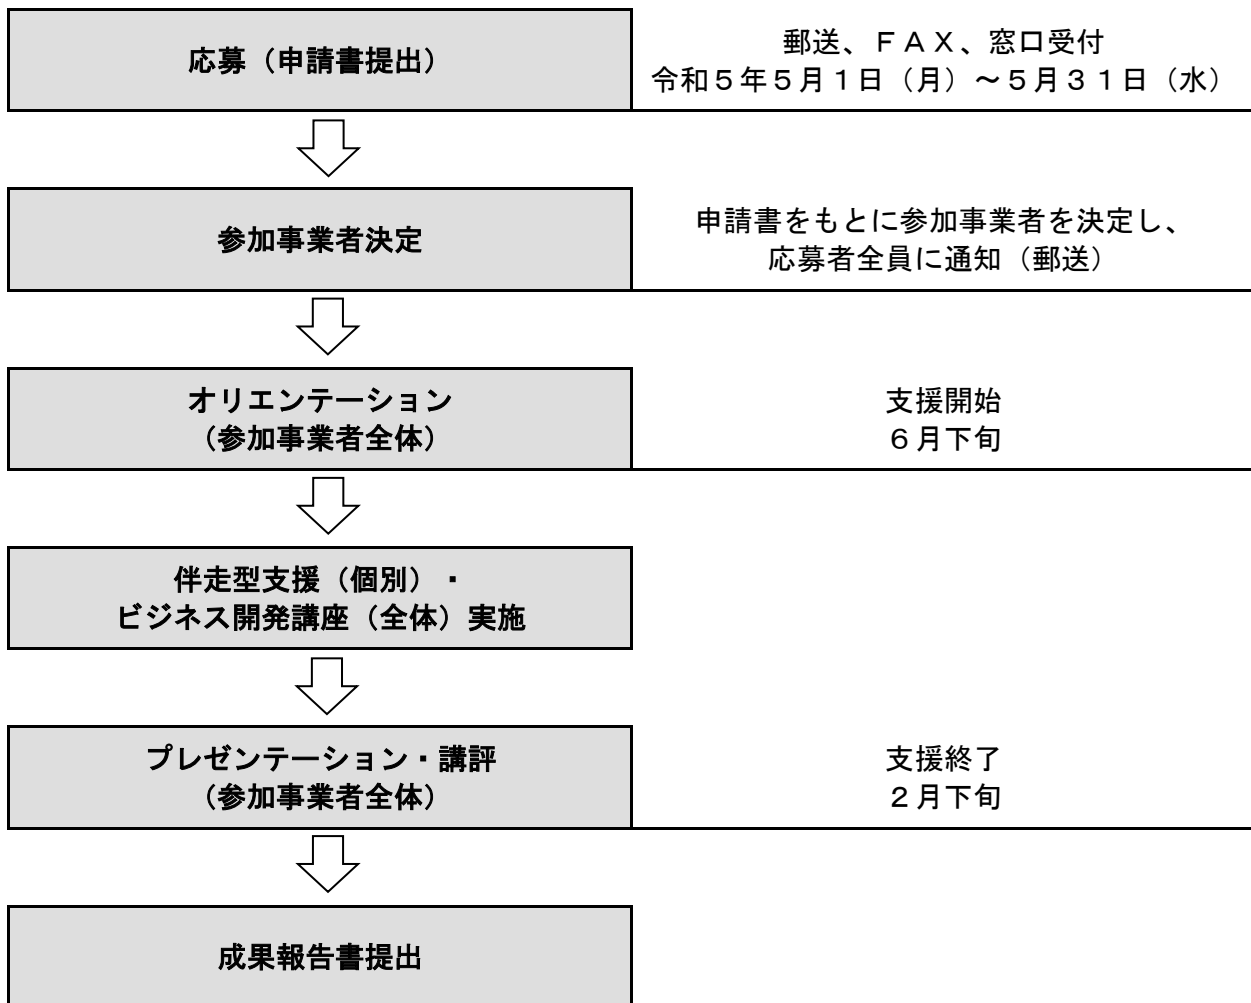 応募（申請書提出）
郵送、ＦＡＸ、窓口受付
令和５年５月１日（月）～５月３１日（水）
参加事業者決定
申請書をもとに参加事業者を決定し、
応募者全員に通知（郵送）
オリエンテーション
（参加事業者全体）
支援開始
６月下旬
伴走型支援（個別）・
ビジネス開発講座（全体）実施
プレゼンテーション・講評
（参加事業者全体）
支援終了
２月下旬
成果報告書提出